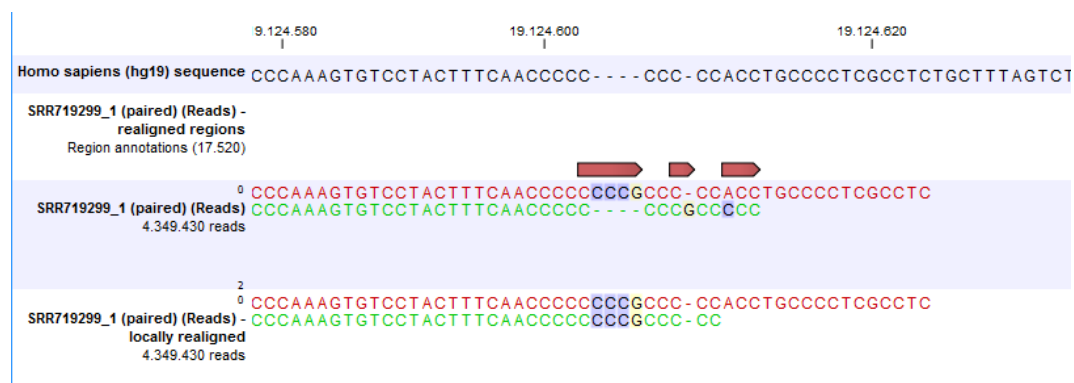 9.124.580 19.124.600 19.124.620
Homo sapiens (hg19) sequence CCCAAAGTGTCCTACTTTCAACCCCC----CCC-CCACCTGCCCCTCGCCTCTGCTTTAGTCT
SRR719299_1 (paired) (Reads) -
realigned regions
Region annotations (17.520)
0 CCCAAAGTGTCCTACTTTCAACCCCCCCCGCCC-CCACCTGCCCCTCGCCTC
SRR719299_1 (paired) (Reads) CCCAAAGTGTCCTACTTTCAACCCCC----CCCGCCCCC
4.349.430 reads
2
0 CCCAAAGTGTCCTACTTTCAACCCCCCCCGCCC-CCACCTGCCCCTCGCCTC
SRR719299_1 (paired) (Reads) - CCCAAAGTGTCCTACTTTCAACCCCCCCCGCCC-CC
locally realigned
4.349.430 reads